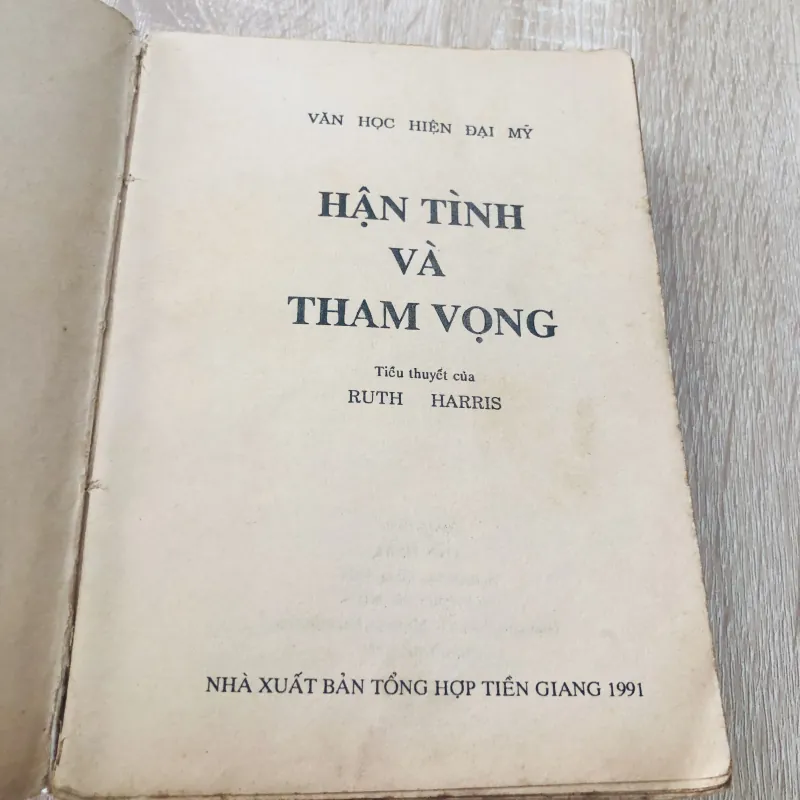 VĂN HỌC HIỆN ĐẠI MỸ
HẬN TÌNH
VÀ
THAM VỌNG
Tiểu thuyết của
RUTH HARRIS
NHÀ XUẤT BẢN TỔNG HỢP TIỀN GIANG 1991